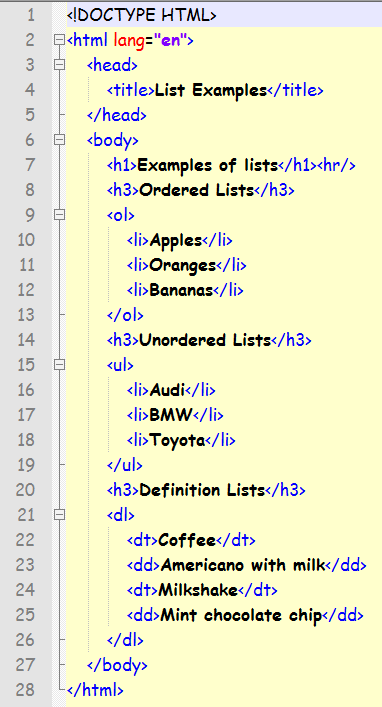 1 <!DOCTYPE HTML>
2 <html lang="en">
3 <head>
4 <title>List Examples</title>
5 </head>
6 <body>
7 <h1>Examples of lists</h1><hr/>
8 <h3>Ordered Lists</h3>
9 <ol>
10 <li>Apples</li>
11 <li>Oranges</li>
12 <li>Bananas</li>
13 </ol>
14 <h3>Unordered Lists</h3>
15 <ul>
16 <li>Audi</li>
17 <li>BMW</li>
18 <li>Toyota</li>
19 </ul>
20 <h3>Definition Lists</h3>
21 <dl>
22 <dt>Coffee</dt>
23 <dd>Americano with milk</dd>
24 <dt>Milkshake</dt>
25 <dd>Mint chocolate chip</dd>
26 </dl>
27 </body>
28 </html>